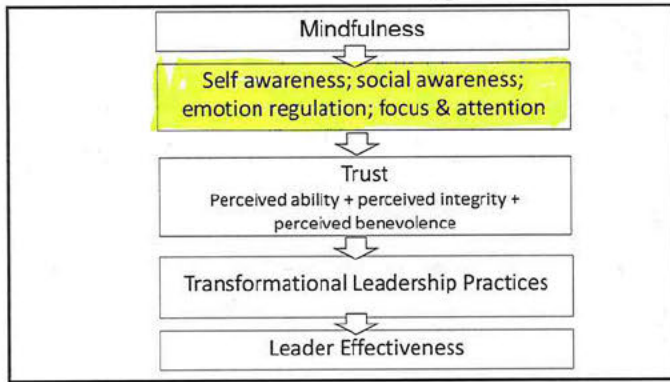 Mindfulness
Self awareness; social awareness;
emotion regulation; focus & attention
Trust
Perceived ability + perceived integrity +
perceived benevolence
Transformational Leadership Practices
Leader Effectiveness